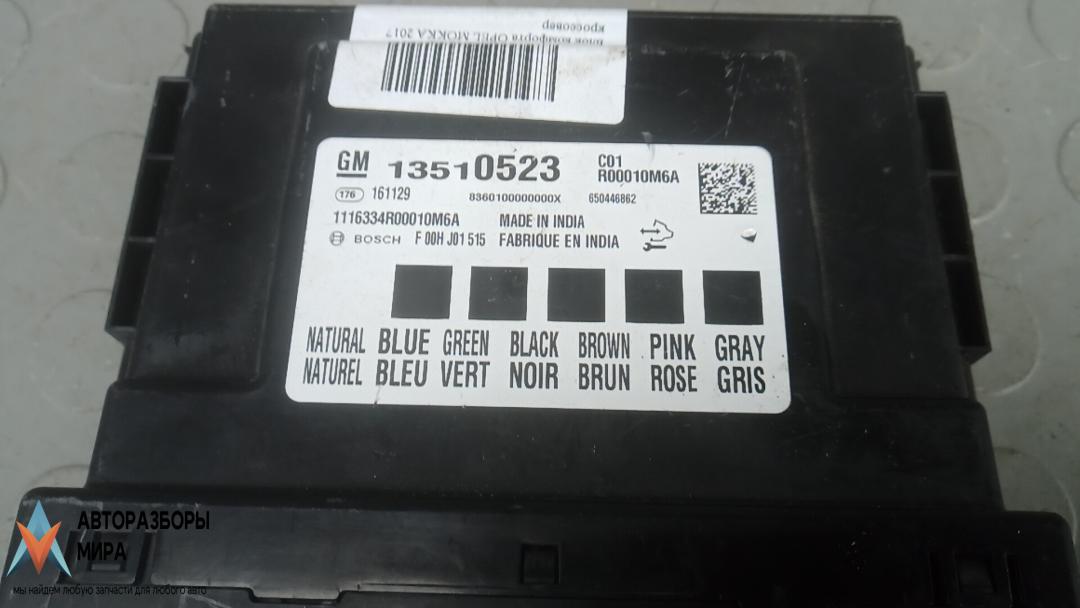 блок комфорта OPEL MOKKA 2017
кроссовер
GM 13510523 C01
R00010M6A
176 161129 8360100000000X 650446862
1116334R00010M6A MADE IN INDIA
BOSCH F 00H J01 515 FABRIQUE EN INDIA
NATURAL BLUE GREEN BLACK BROWN PINK GRAY
NATUREL BLEU VERT NOIR BRUN ROSE GRIS
АВТОРАЗБОРЫ
МИРА
мы найдем любую запчасти для любого авто